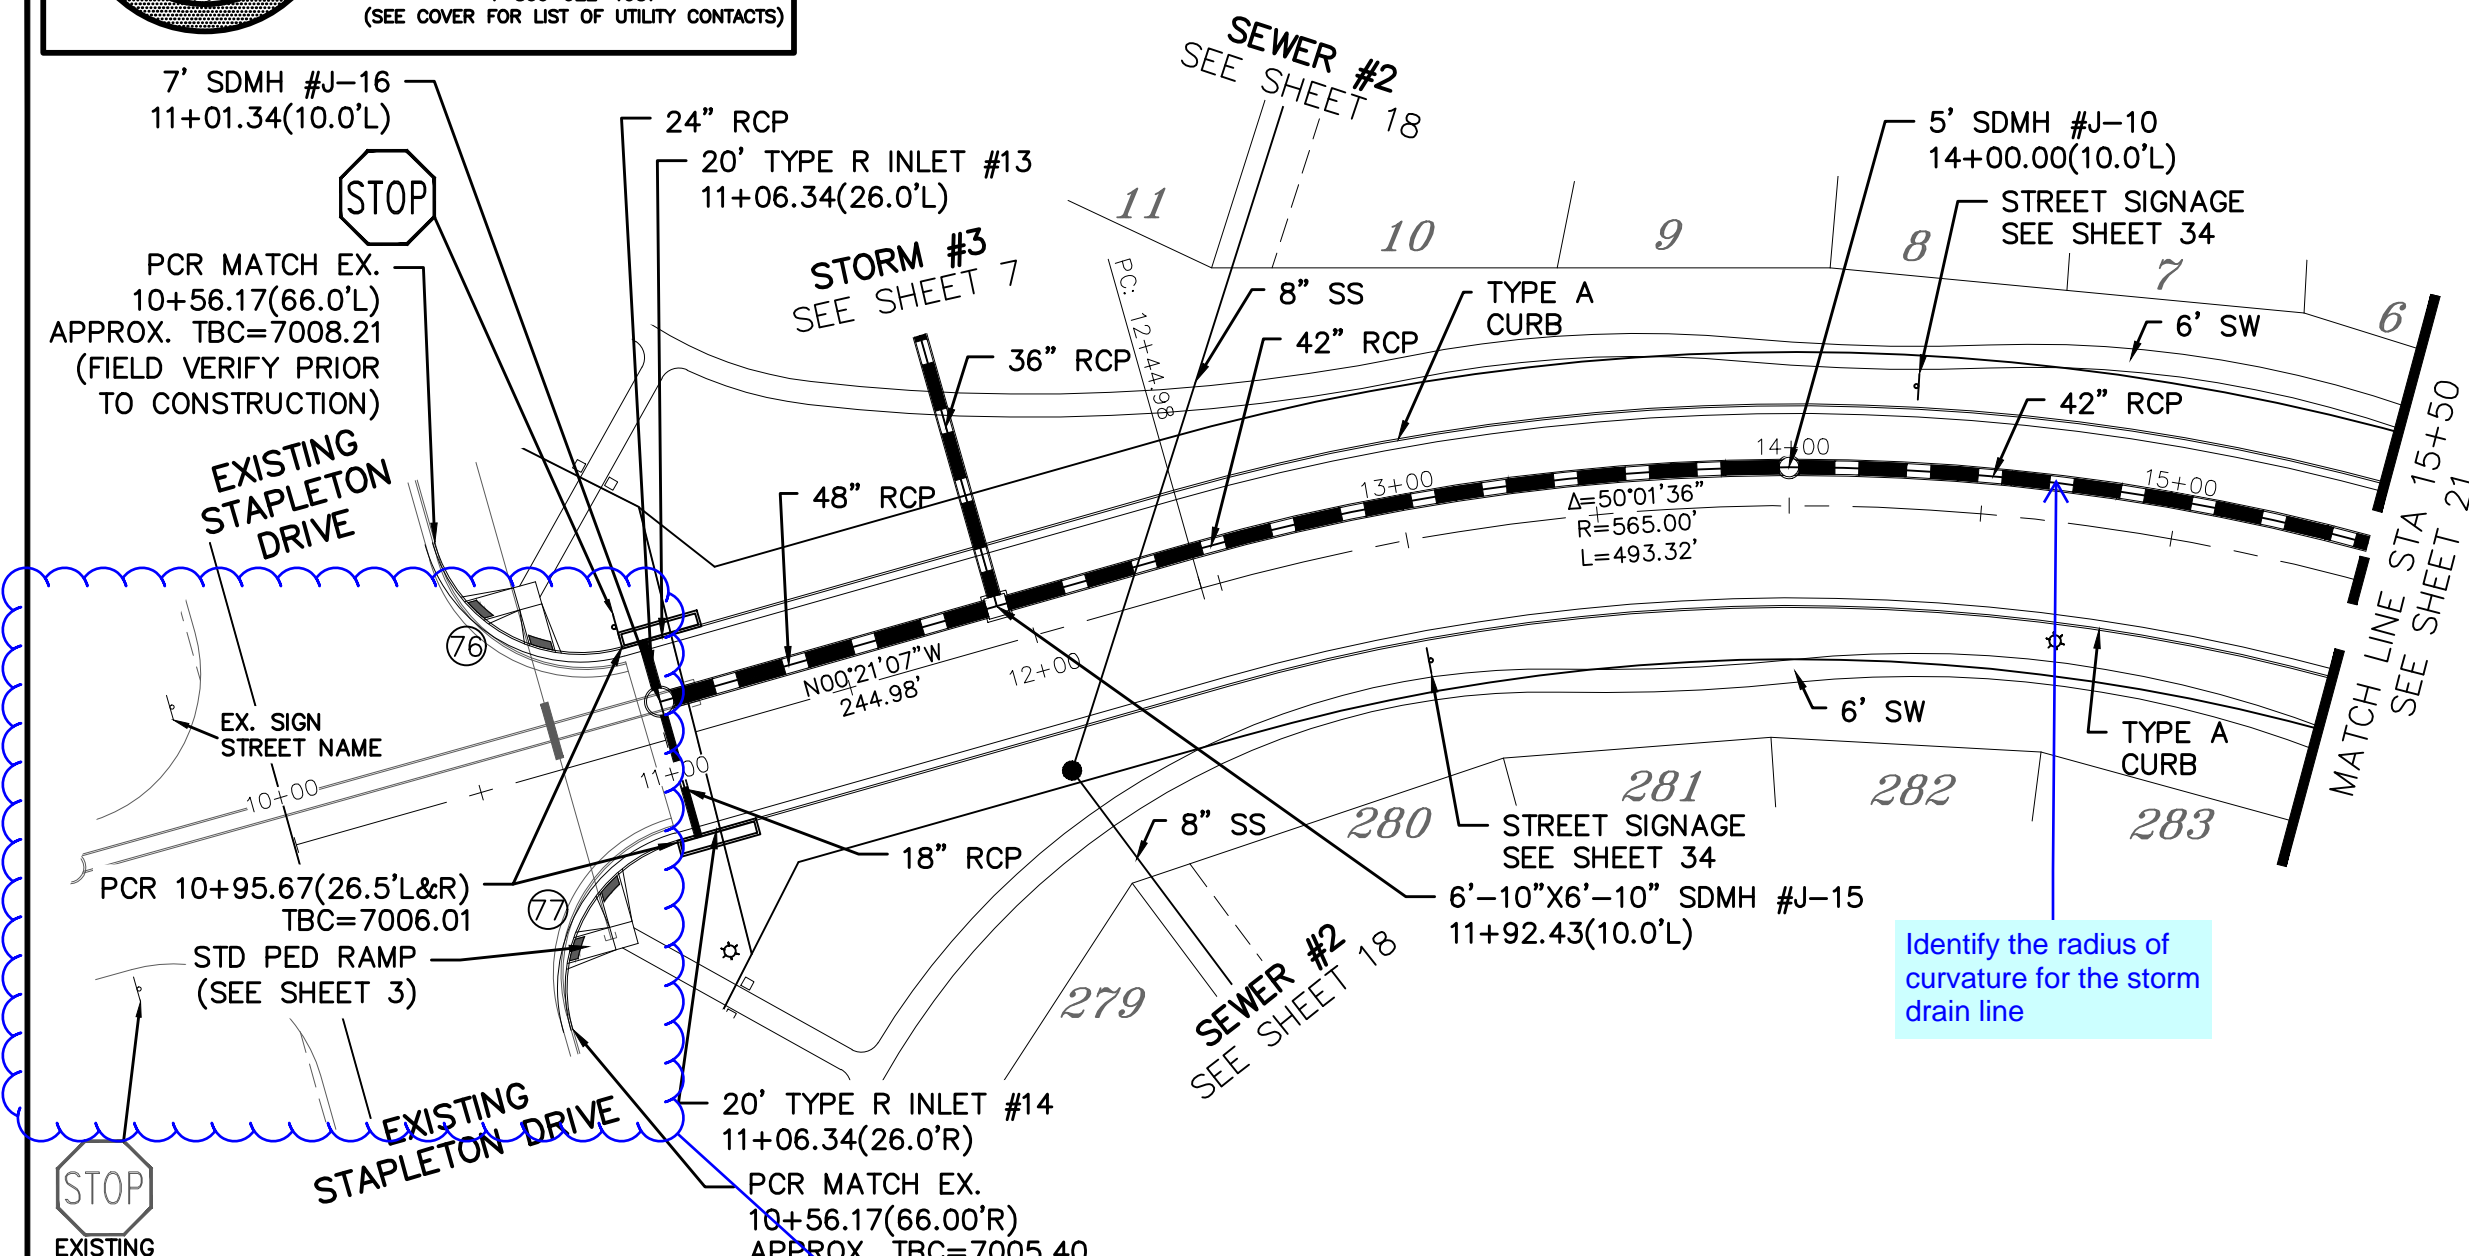 (SEE COVER FOR LIST OF UTILITY CONTACTS)
7' SDMH #J-16
11+01.34(10.0'L)
STOP
24" RCP
20' TYPE R INLET #13
11+06.34(26.0'L)
SEWER #2
SEE SHEET 18
5' SDMH #J-10
14+00.00(10.0'L)
STREET SIGNAGE
SEE SHEET 34
11
10
9
8
7
6
PCR MATCH EX.
10+56.17(66.0'L)
APPROX. TBC=7008.21
(FIELD VERIFY PRIOR
TO CONSTRUCTION)
STORM #3
SEE SHEET 7
PC: 12+44.98
8" SS
42" RCP
36" RCP
TYPE A
CURB
6' SW
42" RCP
EXISTING
STAPLETON
DRIVE
48" RCP
13+00
14+00
15+00
Δ=50°01'36"
R=565.00'
L=493.32'
MATCH LINE STA 15+50
SEE SHEET 21
76
N00°21'07"W
244.98'
12+00
EX. SIGN
STREET NAME
10+00
11+00
6' SW
TYPE A
CURB
279
280
281
282
283
18" RCP
8" SS
STREET SIGNAGE
SEE SHEET 34
6'-10"X6'-10" SDMH #J-15
11+92.43(10.0'L)
PCR 10+95.67(26.5'L&R)
TBC=7006.01
77
STD PED RAMP
(SEE SHEET 3)
SEWER #2
SEE SHEET 18
Identify the radius of
curvature for the storm
drain line
EXISTING
STAPLETON DRIVE
20' TYPE R INLET #14
11+06.34(26.0'R)
PCR MATCH EX.
10+56.17(66.00'R)
APPROX. TBC=7005.40
STOP
EXISTING